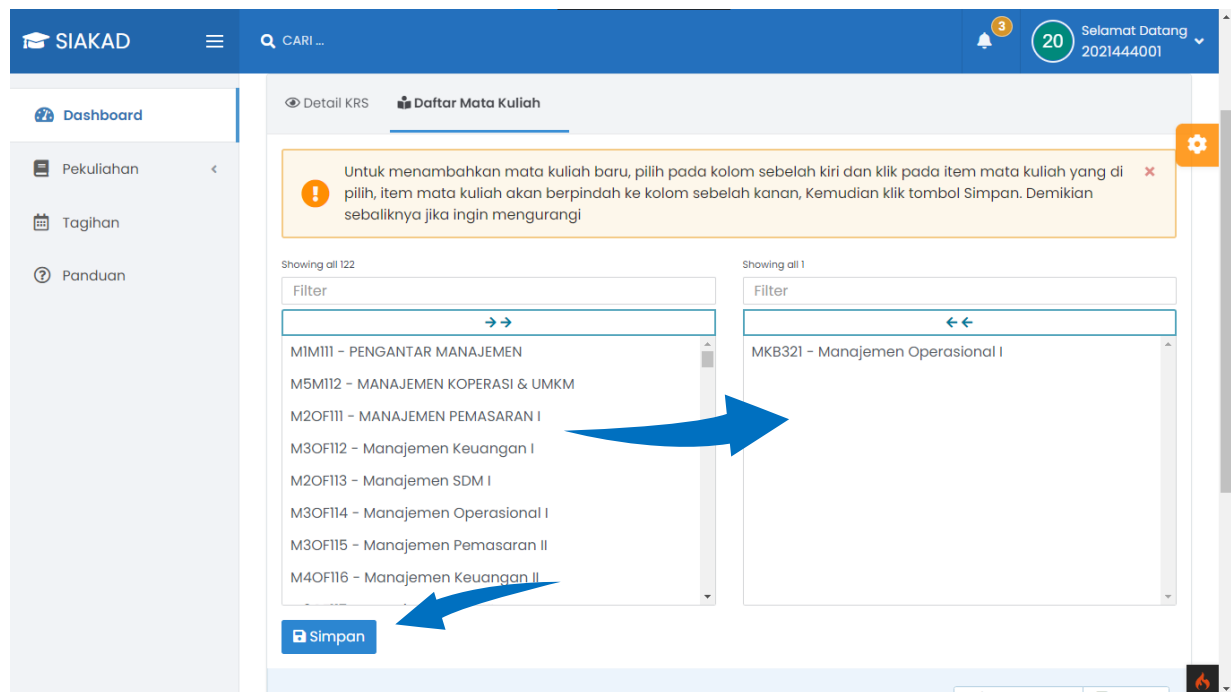 SIAKAD
CARI ...
3
20
Selamat Datang
2021444001
Dashboard
Pekuliahan
Tagihan
Panduan
Detail KRS
Daftar Mata Kuliah
Untuk menambahkan mata kuliah baru, pilih pada kolom sebelah kiri dan klik pada item mata kuliah yang di
pilih, item mata kuliah akan berpindah ke kolom sebelah kanan, Kemudian klik tombol Simpan. Demikian
sebaliknya jika ingin mengurangi
Showing all 122
Filter
M1M111 - PENGANTAR MANAJEMEN
M5M112 - MANAJEMEN KOPERASI & UMKM
M2OF111 - MANAJEMEN PEMASARAN I
M3OF112 - Manajemen Keuangan I
M2OF113 - Manajemen SDM I
M3OF114 - Manajemen Operasional I
M3OF115 - Manajemen Pemasaran II
M4OF116 - Manajemen Keuangan II
Showing all 1
Filter
MKB321 - Manajemen Operasional I
Simpan